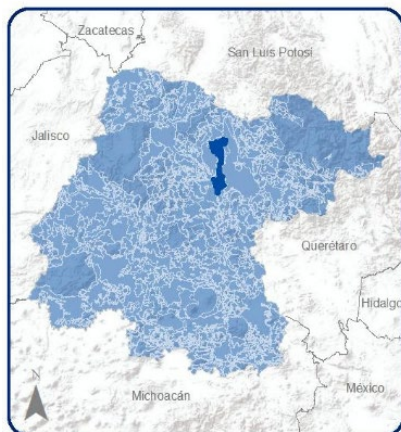 Zacatecas
San Luis Potosí
Jalisco
Querétaro
Hidalgo
N
México
Michoacán